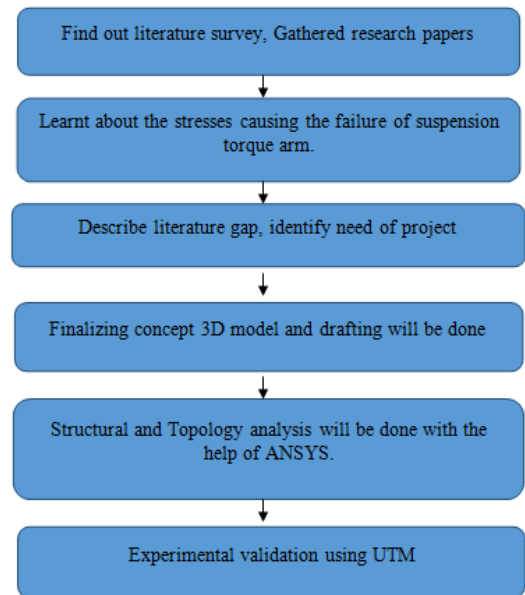 Find out literature survey, Gathered research papers
Learnt about the stresses causing the failure of suspension
torque arm.
Describe literature gap, identify need of project
Finalizing concept 3D model and drafting will be done
Structural and Topology analysis will be done with the
help of ANSYS.
Experimental validation using UTM